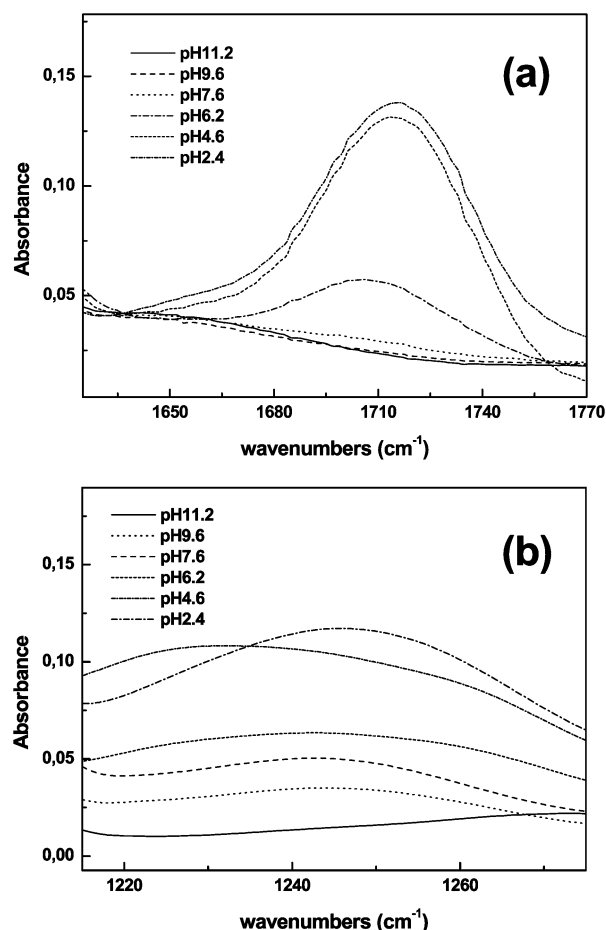 (a)
pH11.2
pH9.6
pH7.6
pH6.2
pH4.6
pH2.4
0,15
0,10
0,05
Absorbance
1650 1680 1710 1740 1770
wavenumbers (cm⁻¹)
(b)
pH11.2
pH9.6
pH7.6
pH6.2
pH4.6
pH2.4
0,15
0,10
0,05
0,00
Absorbance
1220 1240 1260
wavenumbers (cm⁻¹)